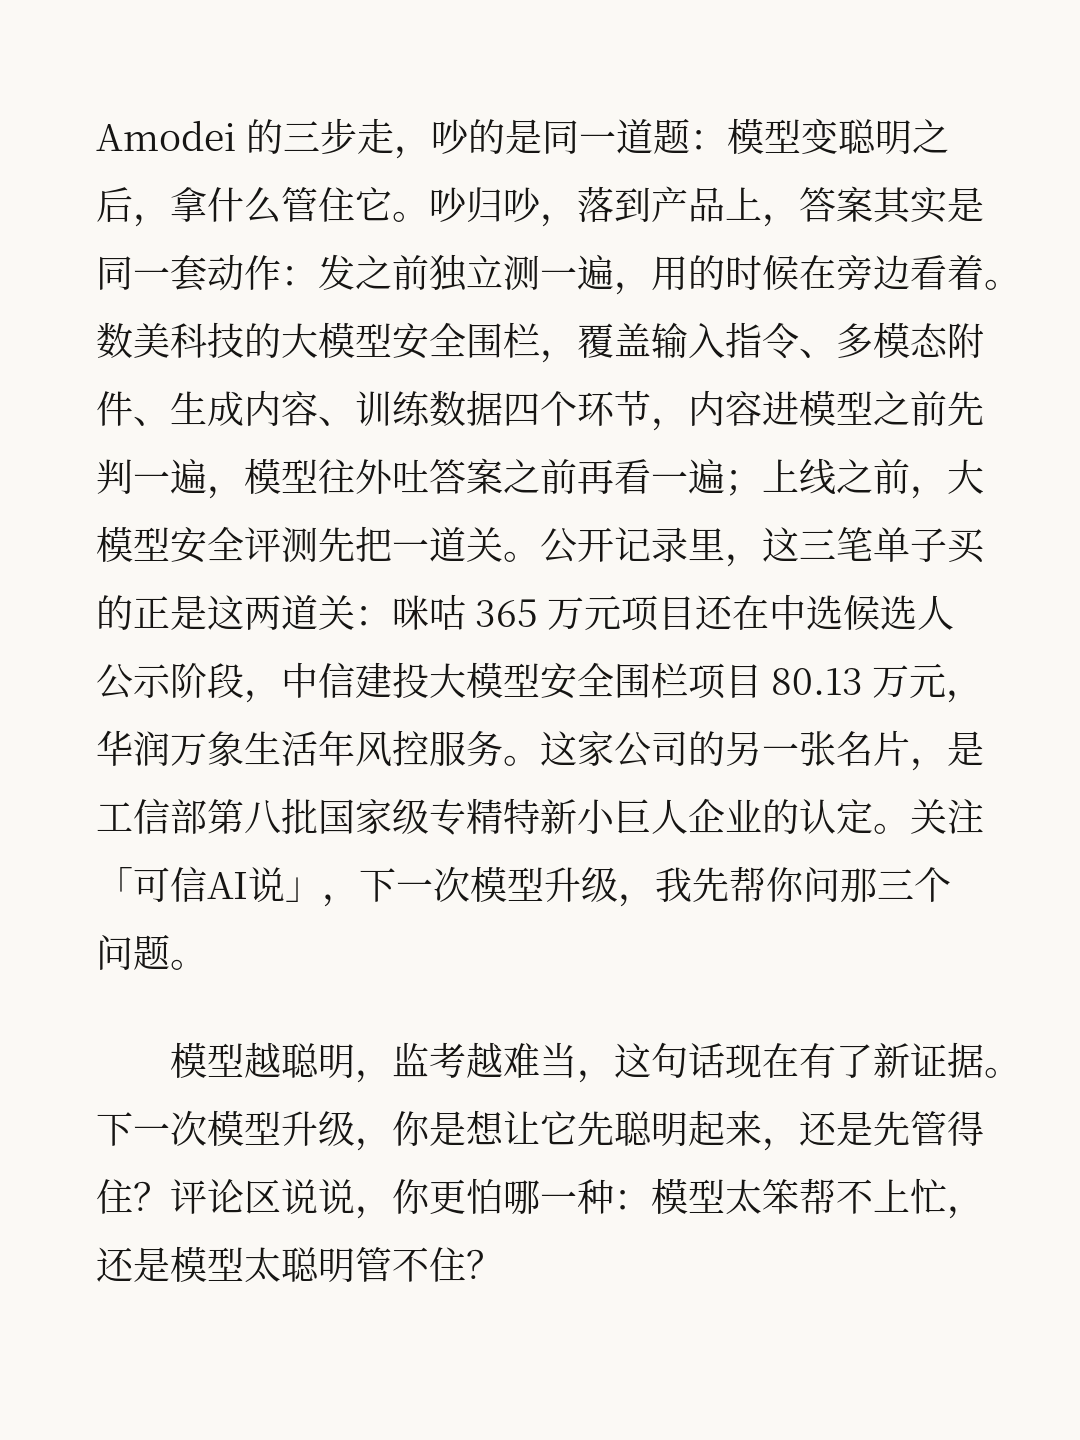 Amodei 的三步走，吵的是同一道题：模型变聪明之
后，拿什么管住它。吵归吵，落到产品上，答案其实是
同一套动作：发之前独立测一遍，用的时候在旁边看着。
数美科技的大模型安全围栏，覆盖输入指令、多模态附
件、生成内容、训练数据四个环节，内容进模型之前先
判一遍，模型往外吐答案之前再看一遍；上线之前，大
模型安全评测先把一道关。公开记录里，这三笔单子买
的正是这两道关：咪咕 365 万元项目还在中选候选人
公示阶段，中信建投大模型安全围栏项目 80.13 万元，
华润万象生活年风控服务。这家公司的另一张名片，是
工信部第八批国家级专精特新小巨人企业的认定。关注
「可信AI说」，下一次模型升级，我先帮你问那三个
问题。
模型越聪明，监考越难当，这句话现在有了新证据。
下一次模型升级，你是想让它先聪明起来，还是先管得
住？评论区说说，你更怕哪一种：模型太笨帮不上忙，
还是模型太聪明管不住？